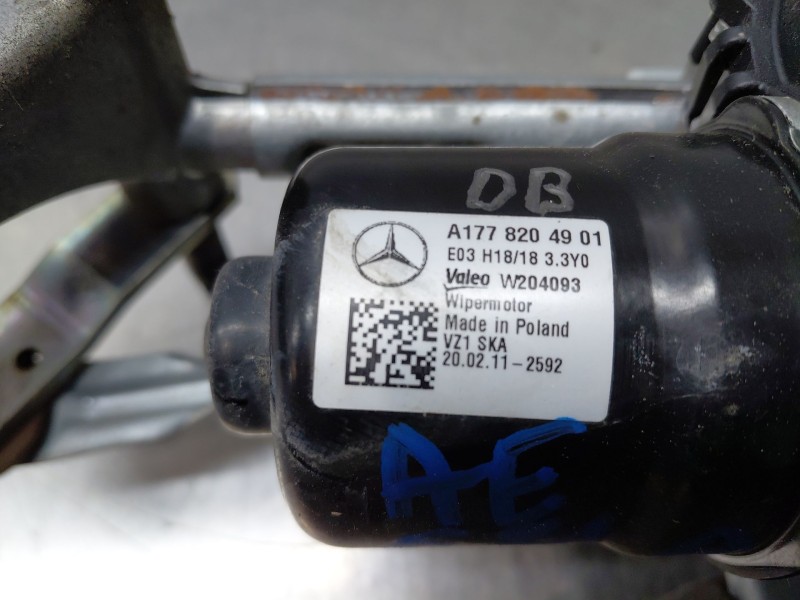 DB
A177 820 49 01
E03 H18/18 3.3Y0
Valeo W204093
Wipermotor
Made in Poland
VZ1 SKA
20.02.11-2592
AE